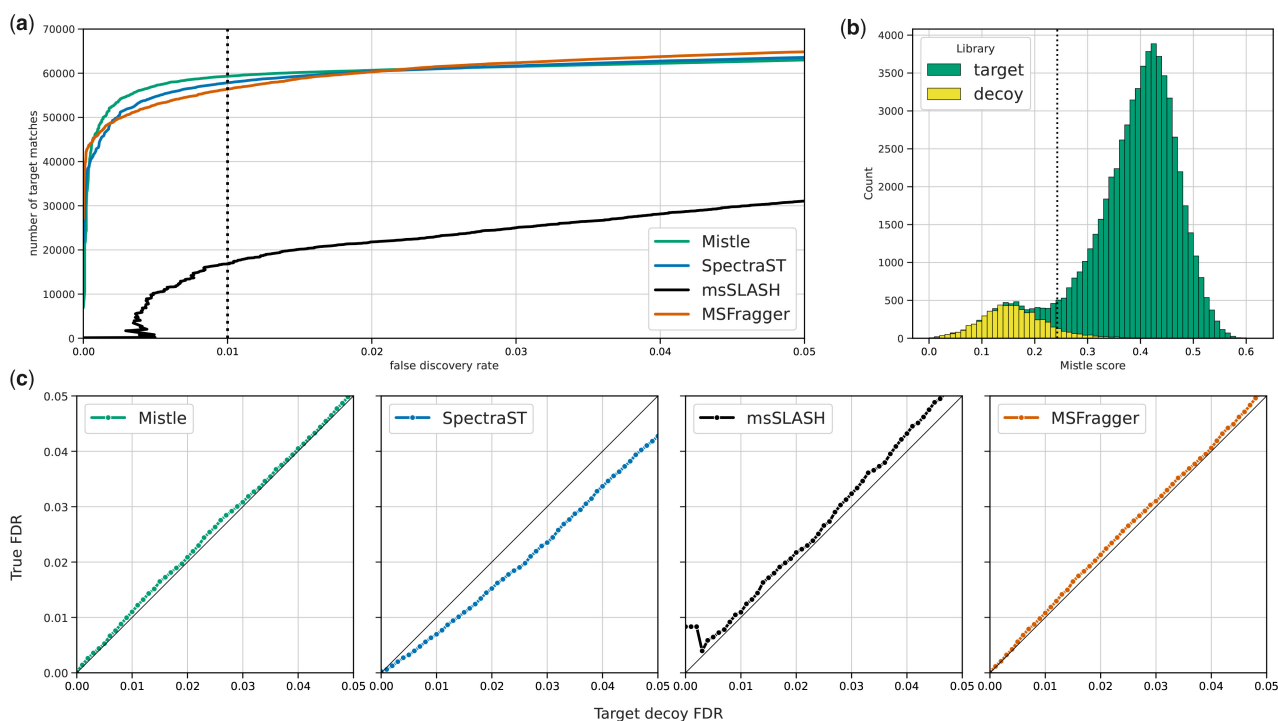 (a)
70000
60000
50000
40000
30000
20000
10000
0
number of target matches
0.00 0.01 0.02 0.03 0.04 0.05
false discovery rate
Mistle
SpectraST
msSLASH
MSFragger
(b)
4000
3500
3000
2500
2000
1500
1000
500
0
Count
Library
target
decoy
0.0 0.1 0.2 0.3 0.4 0.5 0.6
Mistle score
(c)
True FDR
0.05
0.04
0.03
0.02
0.01
0.00
Mistle
0.00 0.01 0.02 0.03 0.04 0.05
SpectraST
0.00 0.01 0.02 0.03 0.04 0.05
msSLASH
0.00 0.01 0.02 0.03 0.04 0.05
MSFragger
0.00 0.01 0.02 0.03 0.04 0.05
Target decoy FDR